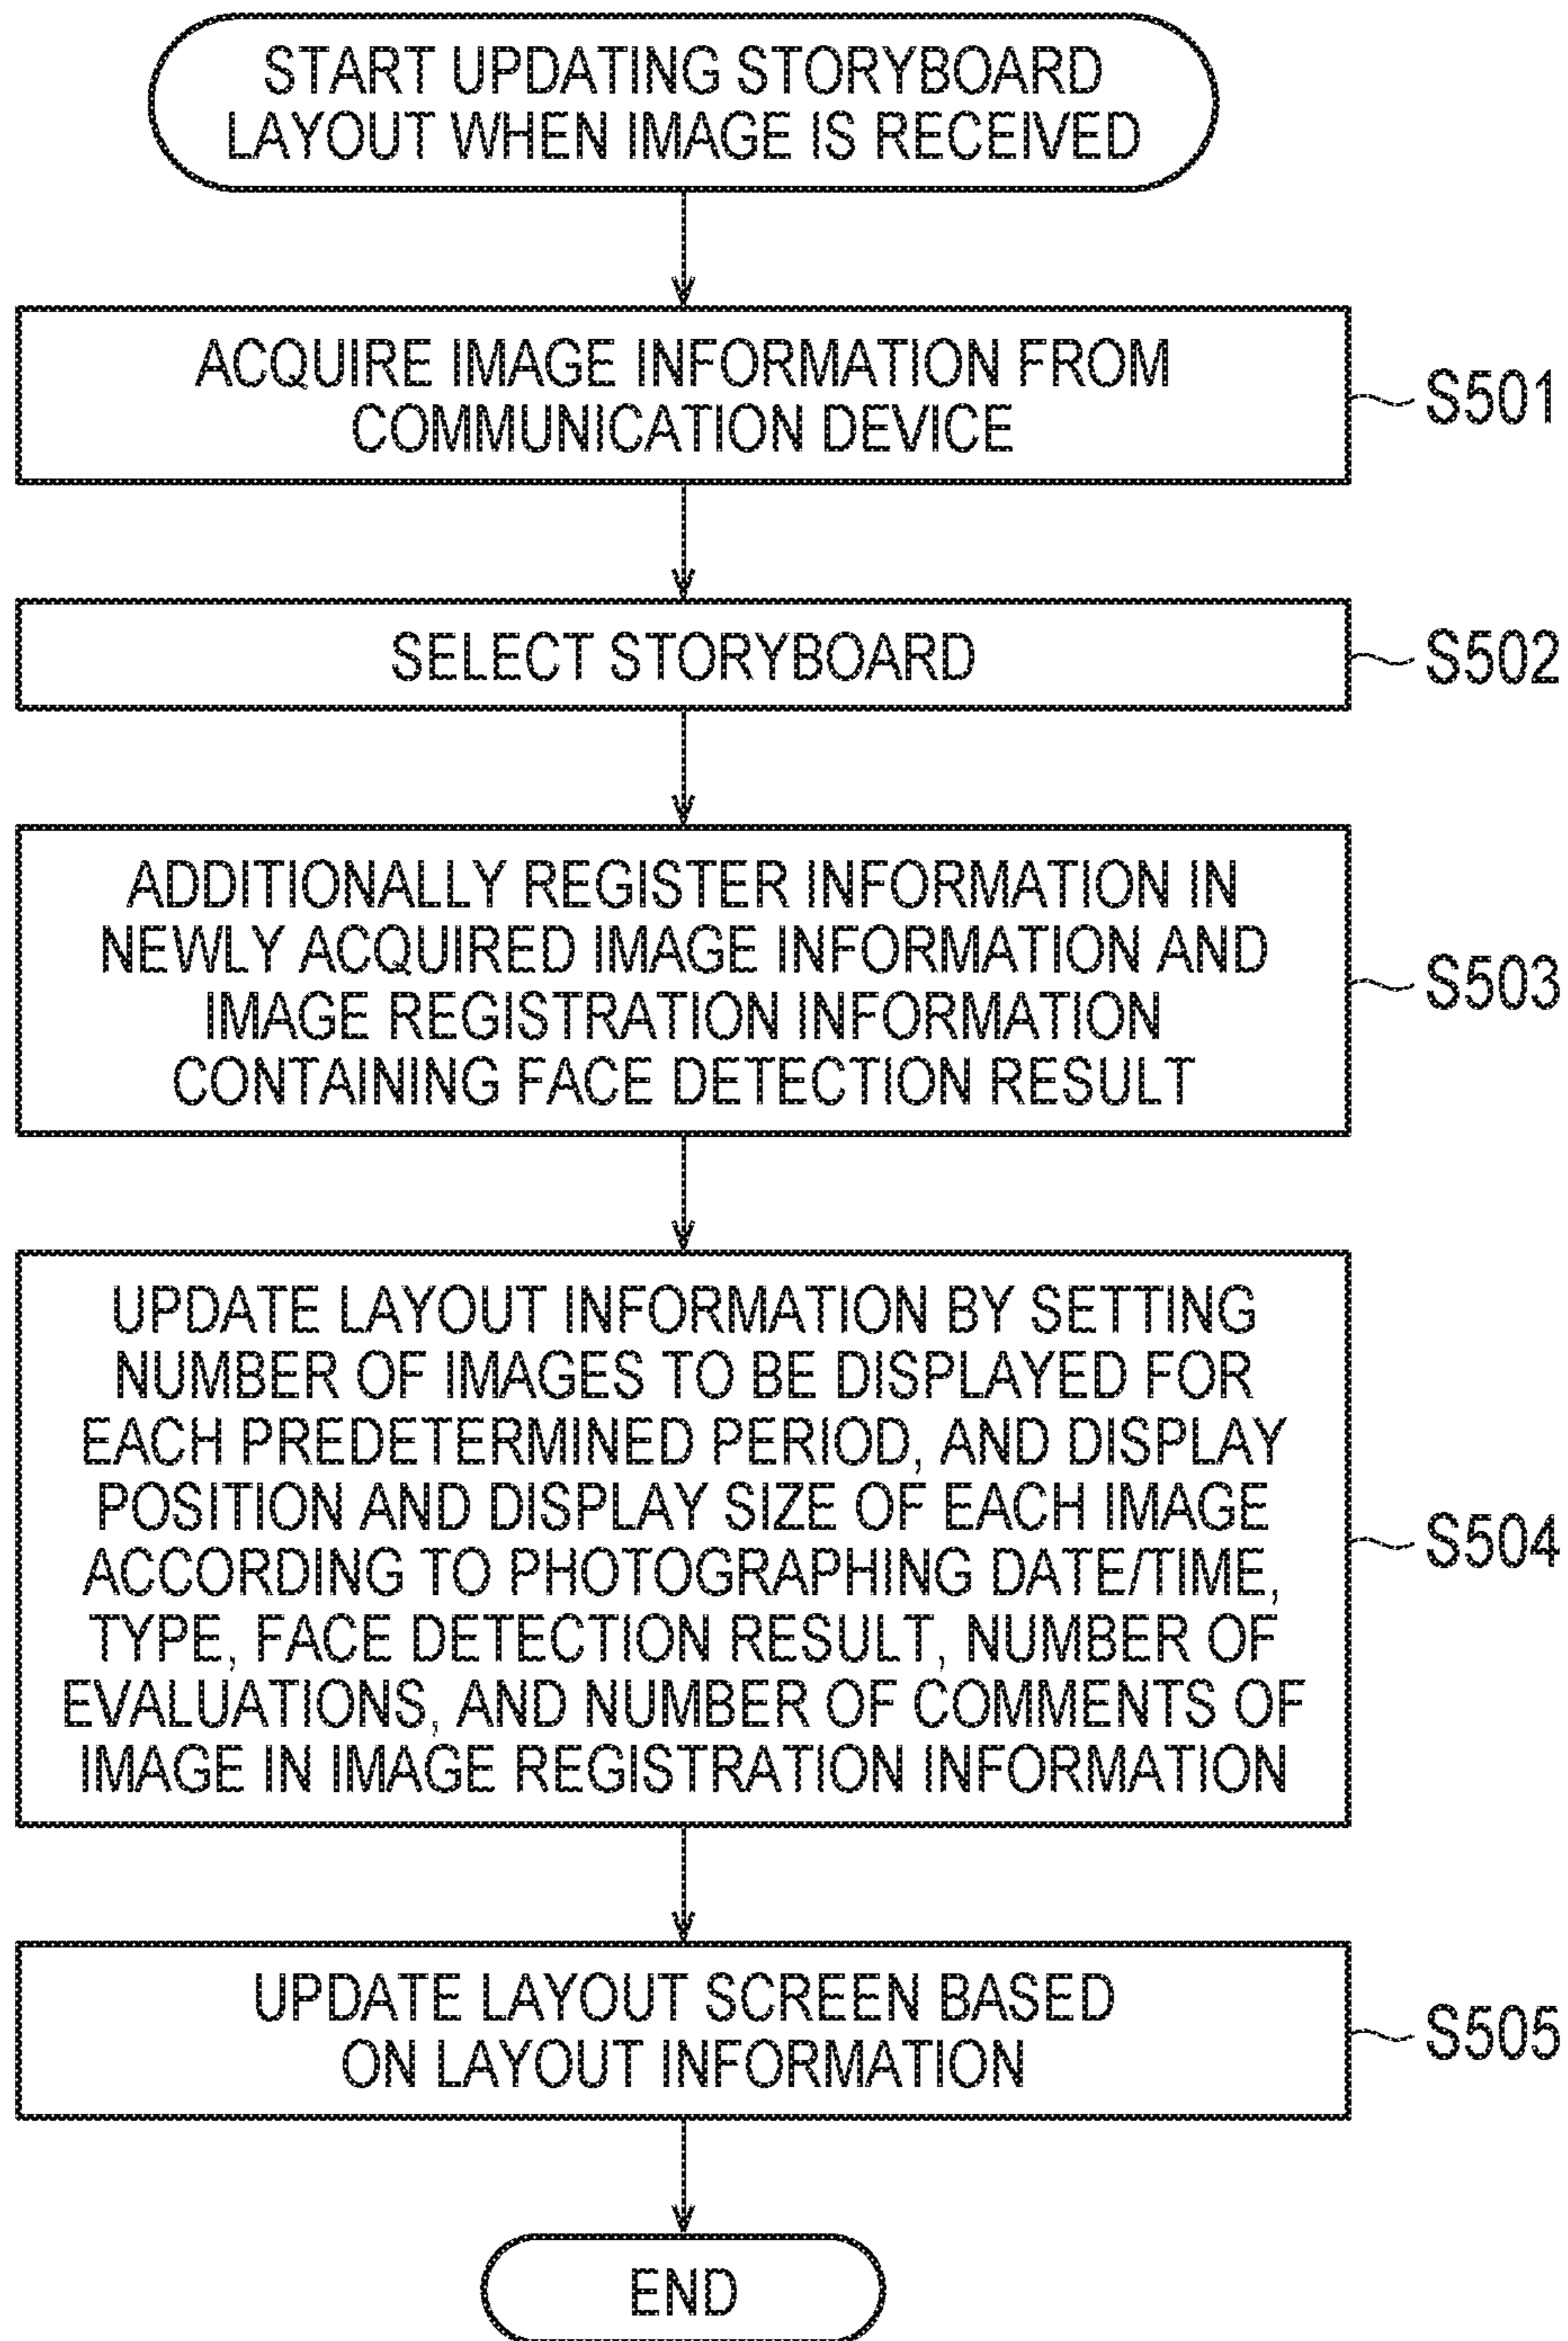 START UPDATING STORYBOARD
LAYOUT WHEN IMAGE IS RECEIVED
ACQUIRE IMAGE INFORMATION FROM
COMMUNICATION DEVICE
S501
SELECT STORYBOARD
S502
ADDITIONALLY REGISTER INFORMATION IN
NEWLY ACQUIRED IMAGE INFORMATION AND
IMAGE REGISTRATION INFORMATION
CONTAINING FACE DETECTION RESULT
S503
UPDATE LAYOUT INFORMATION BY SETTING
NUMBER OF IMAGES TO BE DISPLAYED FOR
EACH PREDETERMINED PERIOD, AND DISPLAY
POSITION AND DISPLAY SIZE OF EACH IMAGE
ACCORDING TO PHOTOGRAPHING DATE/TIME,
TYPE, FACE DETECTION RESULT, NUMBER OF
EVALUATIONS, AND NUMBER OF COMMENTS OF
IMAGE IN IMAGE REGISTRATION INFORMATION
S504
UPDATE LAYOUT SCREEN BASED
ON LAYOUT INFORMATION
S505
END